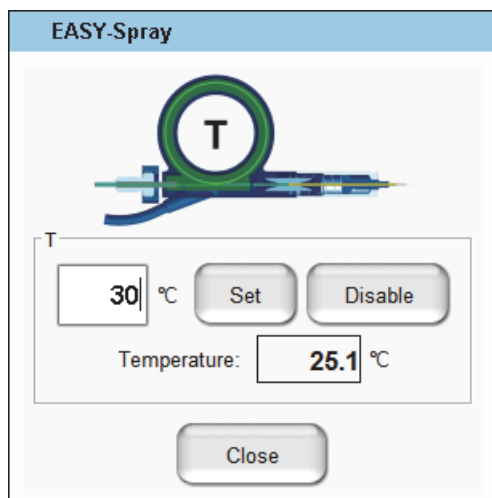 EASY-Spray
T
T
30 °C Set Disable
Temperature: 25.1 °C
Close